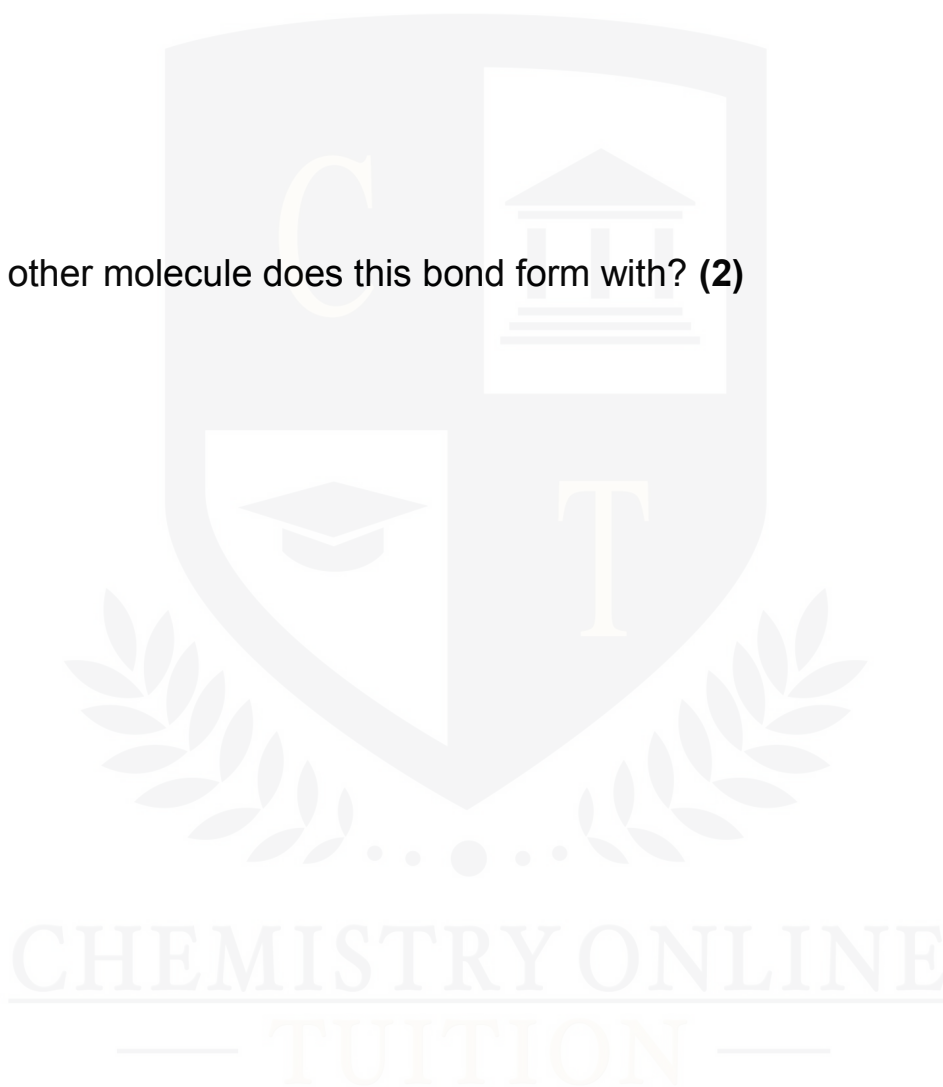 C
other molecule does this bond form with? (2)
T
CHEMISTRY ONLINE
TUITION